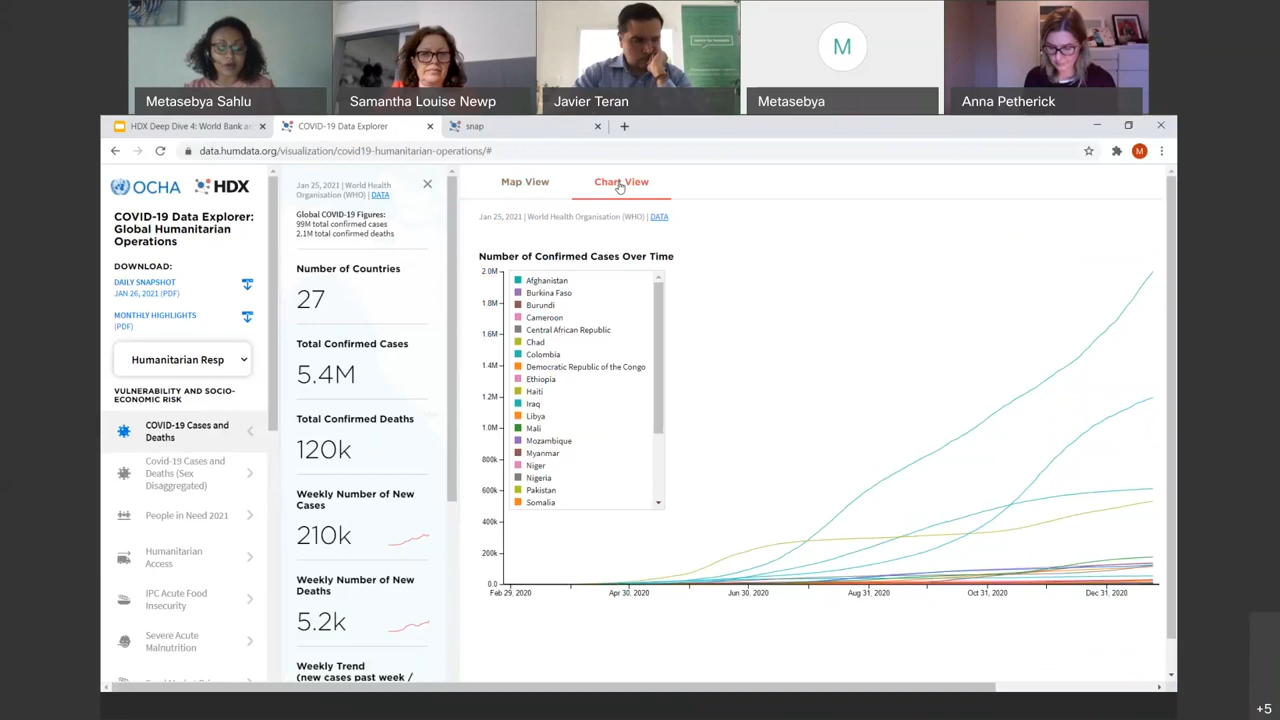 Metasebya Sahlu
Samantha Louise Newp
Javier Teran
M
Metasebya
Anna Petherick
HDX Deep Dive 4: World Bank a
COVID-19 Data Explorer
snap
data.humdata.org/visualization/covid19-humanitarian-operations/#
M
OCHA
HDX
COVID-19 Data Explorer:
Global Humanitarian
Operations
DOWNLOAD:
DAILY SNAPSHOT
JAN 26, 2021 (PDF)
MONTHLY HIGHLIGHTS
(PDF)
Humanitarian Resp
VULNERABILITY AND SOCIO-
ECONOMIC RISK
COVID-19 Cases and
Deaths
Covid-19 Cases and
Deaths (Sex
Disaggregated)
People in Need 2021
Humanitarian
Access
IPC Acute Food
Insecurity
Severe Acute
Malnutrition
Jan 25, 2021 | World Health
Organisation (WHO) | DATA
Global COVID-19 Figures:
99M total confirmed cases
2.1M total confirmed deaths
Number of Countries
27
Total Confirmed Cases
5.4M
Total Confirmed Deaths
120k
Weekly Number of New
Cases
210k
Weekly Number of New
Deaths
5.2k
Weekly Trend
(new cases past week /
Map View
Chart View
Jan 25, 2021 | World Health Organisation (WHO) | DATA
Number of Confirmed Cases Over Time
2.0M
1.8M
1.6M
1.4M
1.2M
1.0M
800k
600k
400k
200k
0.0
Afghanistan
Burkina Faso
Burundi
Cameroon
Central African Republic
Chad
Colombia
Democratic Republic of the Congo
Ethiopia
Haiti
Iraq
Libya
Mali
Mozambique
Myanmar
Niger
Nigeria
Pakistan
Somalia
Feb 29, 2020
Apr 30, 2020
Jun 30, 2020
Aug 31, 2020
Oct 31, 2020
Dec 31, 2020
+5